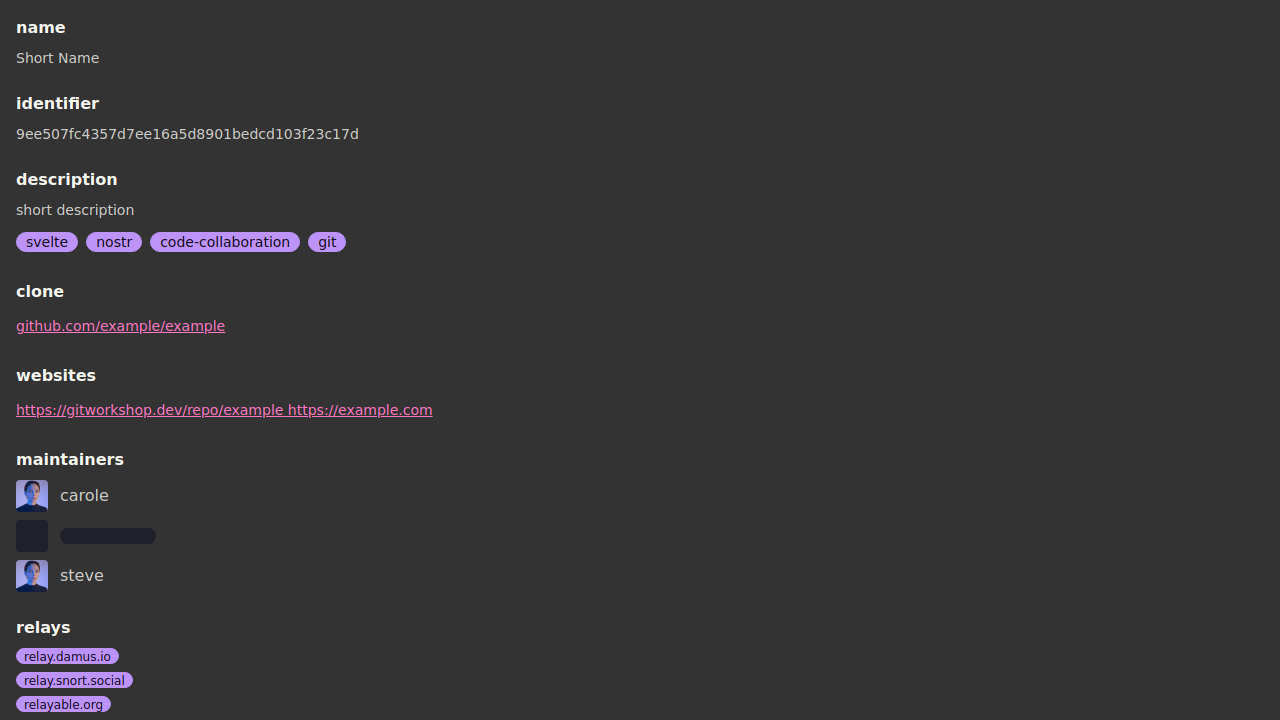 name
Short Name
identifier
9ee507fc4357d7ee16a5d8901bedcd103f23c17d
description
short description
svelte nostr code-collaboration git
clone
github.com/example/example
websites
https://gitworkshop.dev/repo/example https://example.com
maintainers
carole
steve
relays
relay.damus.io
relay.snort.social
relayable.org